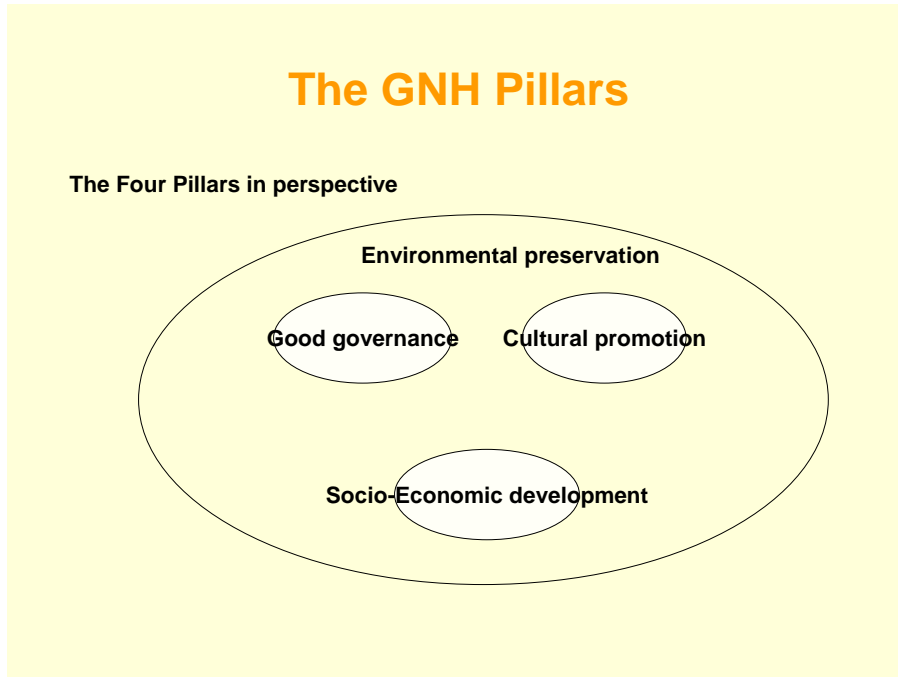 The GNH Pillars
The Four Pillars in perspective
Environmental preservation
Good governance
Cultural promotion
Socio-Economic development